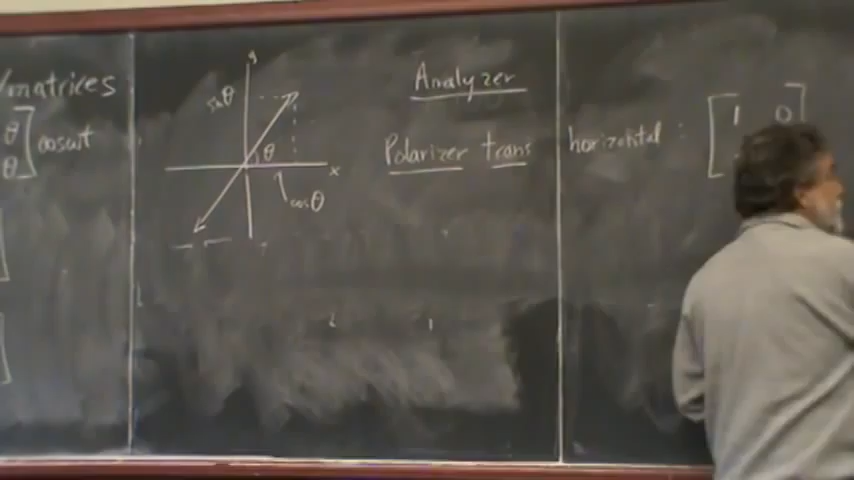 /matrices
θ
θ
cosωt
y
sinθ
θ
x
cosθ
Analyzer
Polarizer trans
horizontal :
1 0